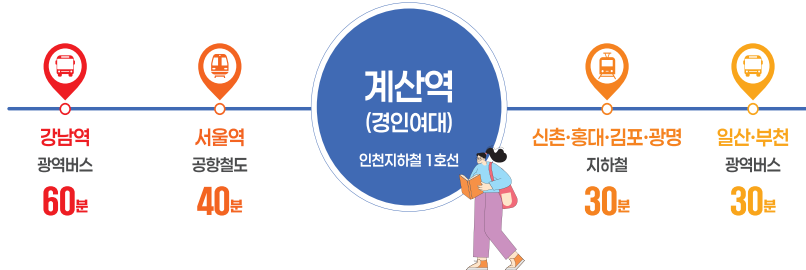 계산역
(경인여대)
인천지하철 1호선
강남역
광역버스
60분
서울역
공항철도
40분
신촌·홍대·김포·광명
지하철
30분
일산·부천
광역버스
30분